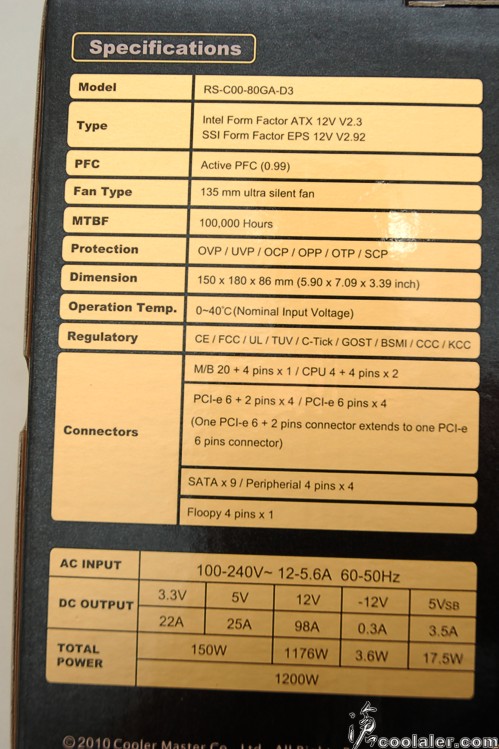 Specifications
Model RS-C00-80GA-D3
Type Intel Form Factor ATX 12V V2.3
SSI Form Factor EPS 12V V2.92
PFC Active PFC (0.99)
Fan Type 135 mm ultra silent fan
MTBF 100,000 Hours
Protection OVP / UVP / OCP / OPP / OTP / SCP
Dimension 150 x 180 x 86 mm (5.90 x 7.09 x 3.39 inch)
Operation Temp. 0~40℃(Nominal Input Voltage)
Regulatory CE / FCC / UL / TUV / C-Tick / GOST / BSMI / CCC / KCC
Connectors
M/B 20 + 4 pins x 1 / CPU 4 + 4 pins x 2
PCI-e 6 + 2 pins x 4 / PCI-e 6 pins x 4
(One PCI-e 6 + 2 pins connector extends to one PCI-e
6 pins connector)
SATA x 9 / Peripherial 4 pins x 4
Floopy 4 pins x 1
AC INPUT 100-240V~ 12-5.6A 60-50Hz
DC OUTPUT 3.3V 5V 12V -12V 5VSB
22A 25A 98A 0.3A 3.5A
TOTAL POWER 150W 1176W 3.6W 17.5W
1200W
©2010 Cooler Master Co., Ltd. All
coolaler.com